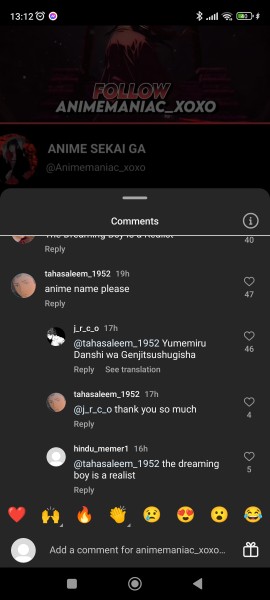 13:12
FOLLOW
ANIMEMANIAC_XOXO
ANIME SEKAI GA
@Animemaniac_xoxo
Comments
The Dreaming Boy is a Realist
40
Reply
tahasaleem_1952 19h
anime name please
47
Reply
j_r_c_o 17h
@tahasaleem_1952 Yumemiru
Danshi wa Genjitsushugisha
46
Reply See translation
tahasaleem_1952 17h
@j_r_c_o thank you so much
4
Reply
hindu_memer1 16h
@tahasaleem_1952 the dreaming
boy is a realist
5
Reply
Add a comment for animemaniac_xoxo...